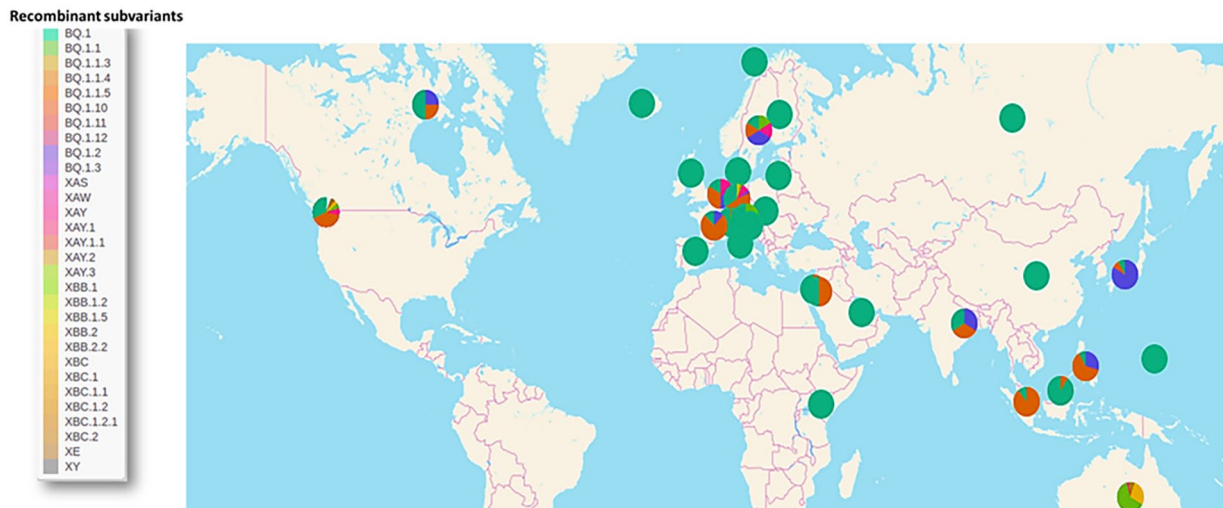 Recombinant subvariants
BQ.1
BQ.1.1
BQ.1.1.3
BQ.1.1.4
BQ.1.1.5
BQ.1.10
BQ.1.11
BQ.1.12
BQ.1.2
BQ.1.3
XAS
XAW
XAY
XAY.1
XAY.1.1
XAY.2
XAY.3
XBB.1
XBB.1.2
XBB.1.5
XBB.2
XBB.2.2
XBC
XBC.1
XBC.1.1
XBC.1.2
XBC.1.2.1
XBC.2
XE
XY